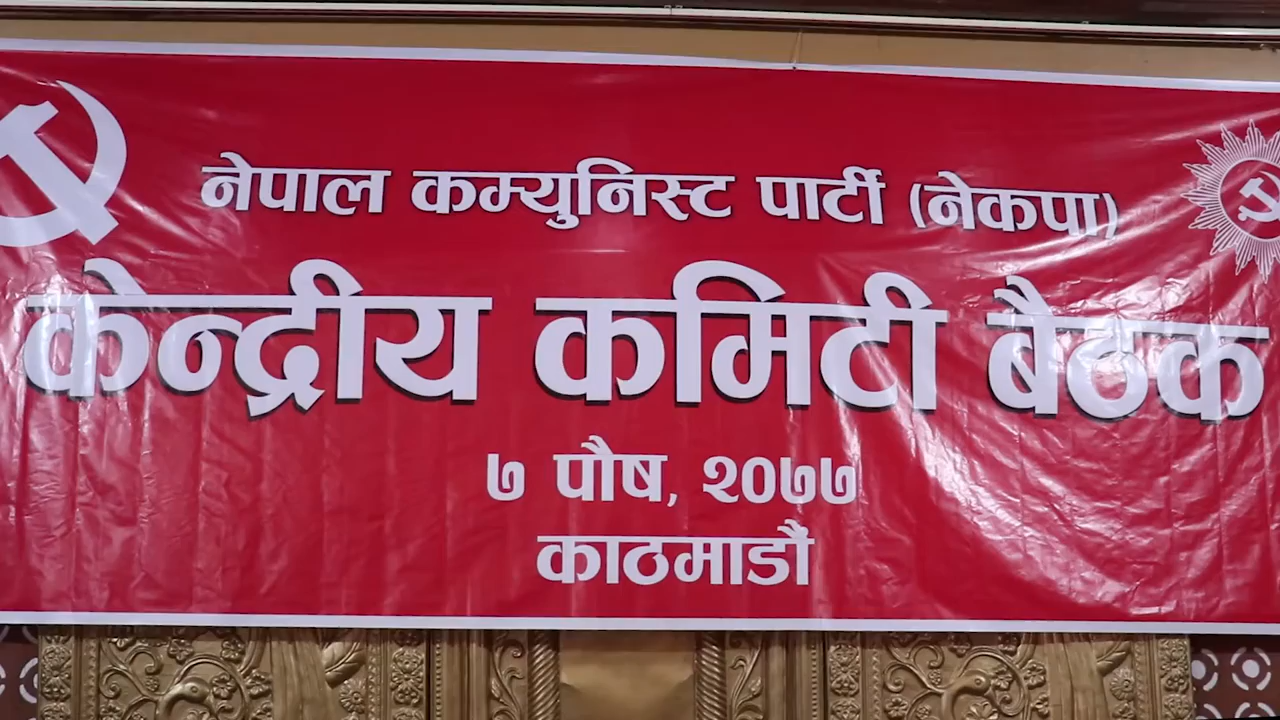 नेपाल कम्युनिस्ट पार्टी (नेकपा)
केन्द्रीय कमिटी बैठक
७ पौष, २०७७
काठमाडौं